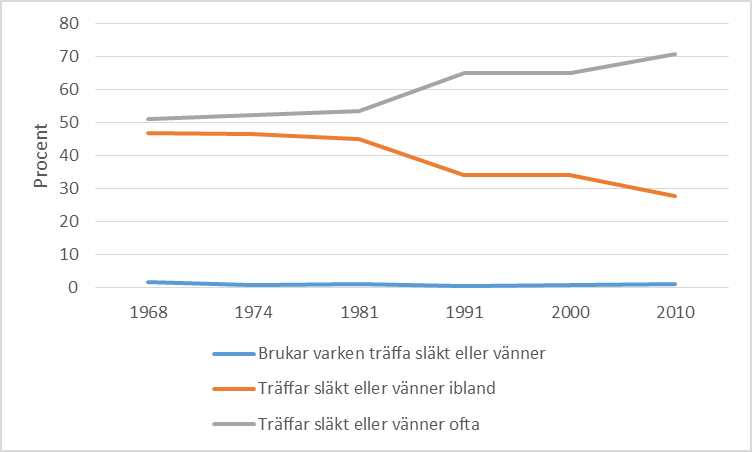 80
70
60
50
40
30
20
10
0
Procent
1968 1974 1981 1991 2000 2010
Brukar varken träffa släkt eller vänner
Träffar släkt eller vänner ibland
Träffar släkt eller vänner ofta